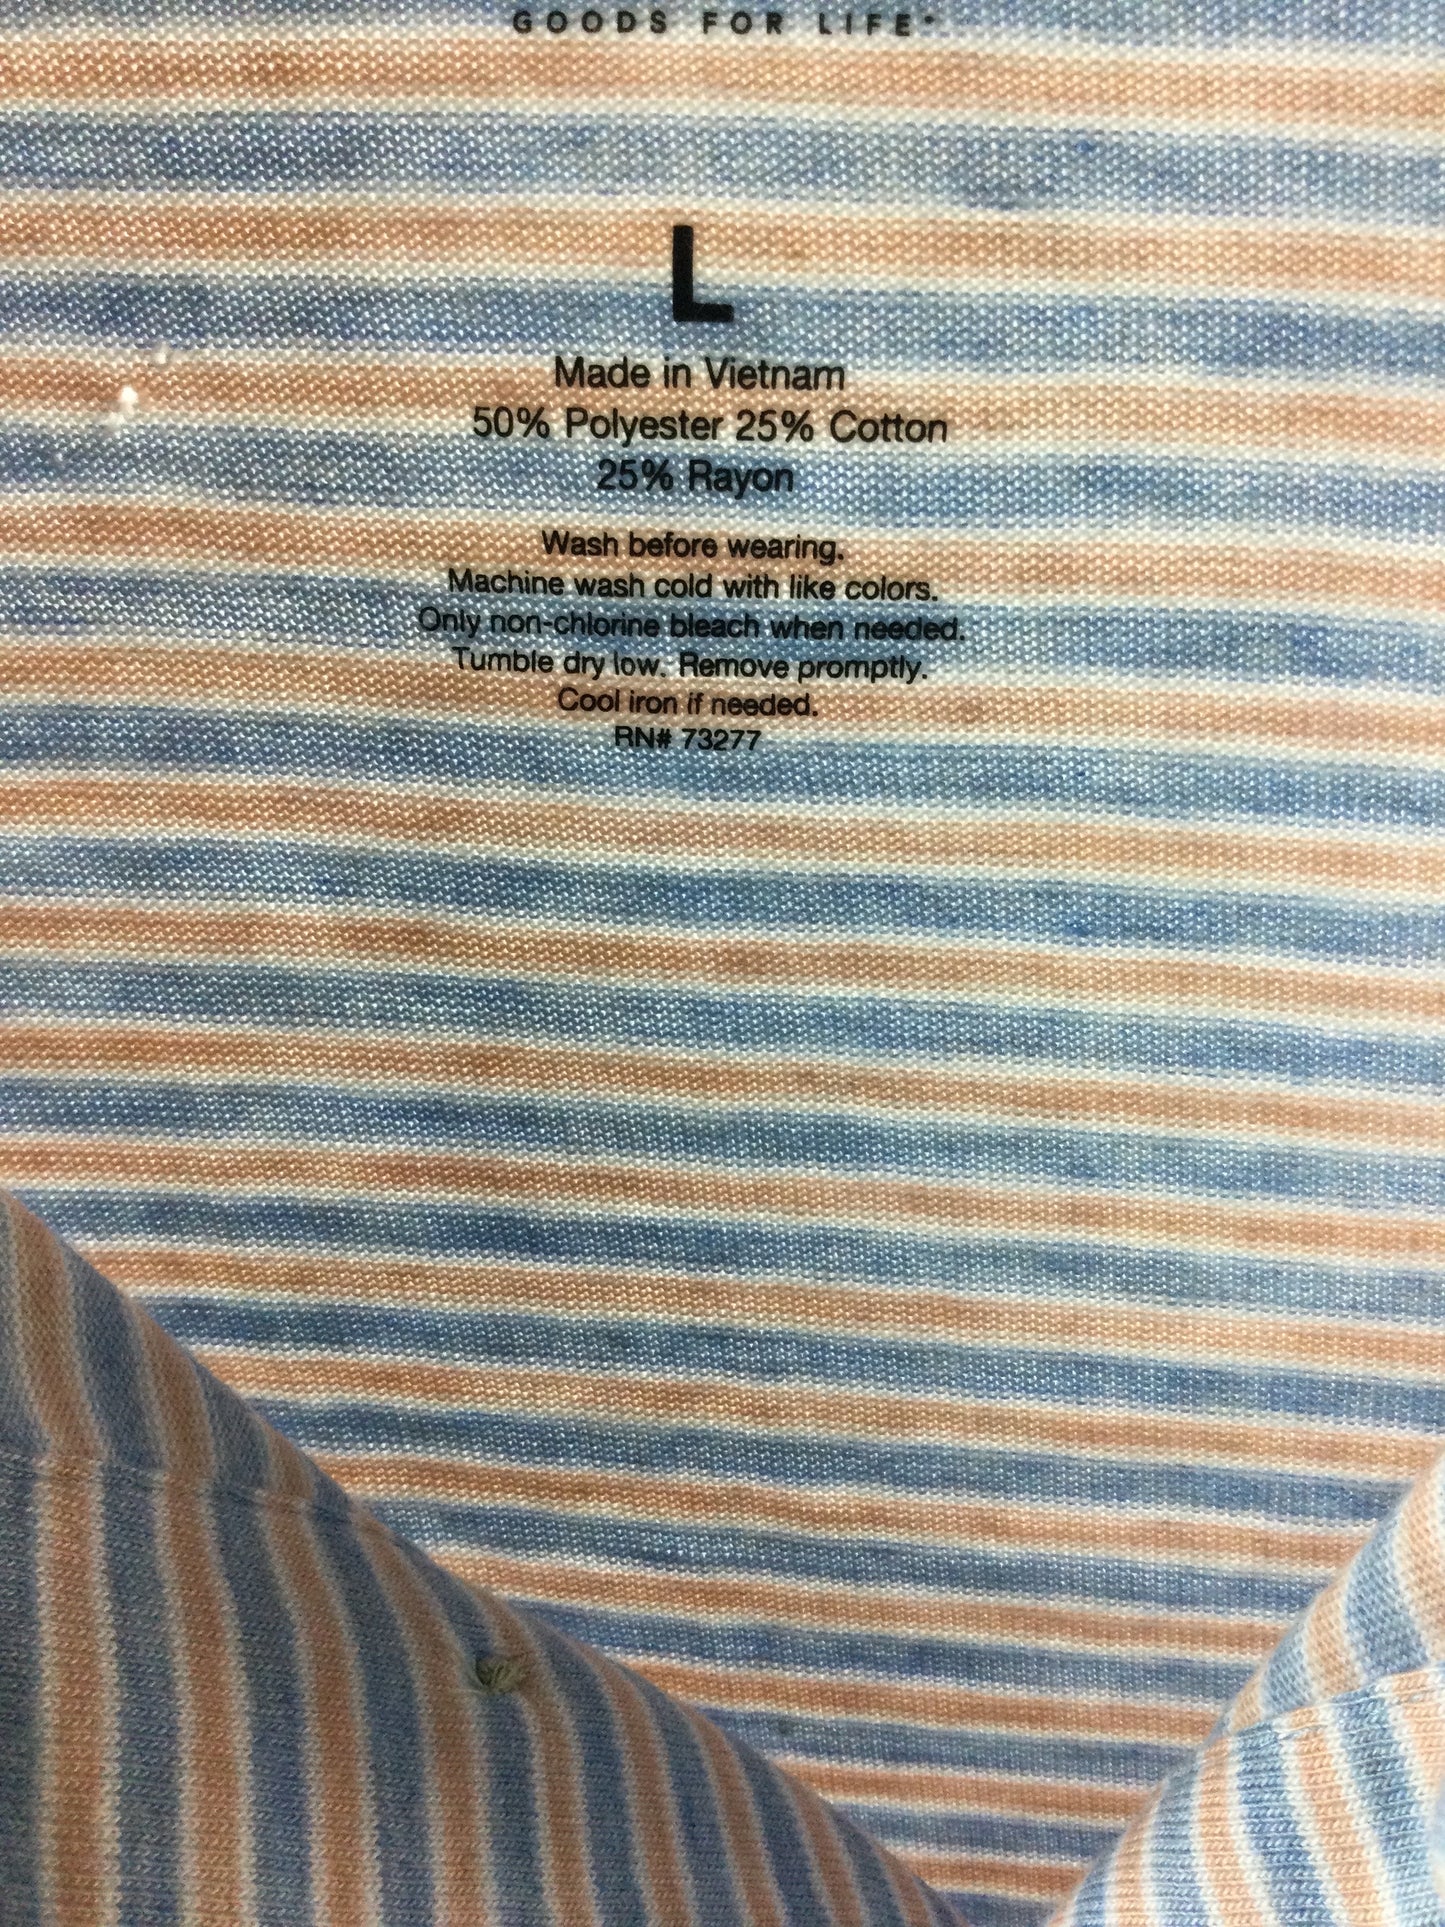 GOODS FOR LIFE
L
Made in Vietnam
50% Polyester 25% Cotton
25% Rayon
Wash before wearing.
Machine wash cold with like colors.
Only non-chlorine bleach when needed.
Tumble dry low. Remove promptly.
Cool iron if needed.
RN# 73277